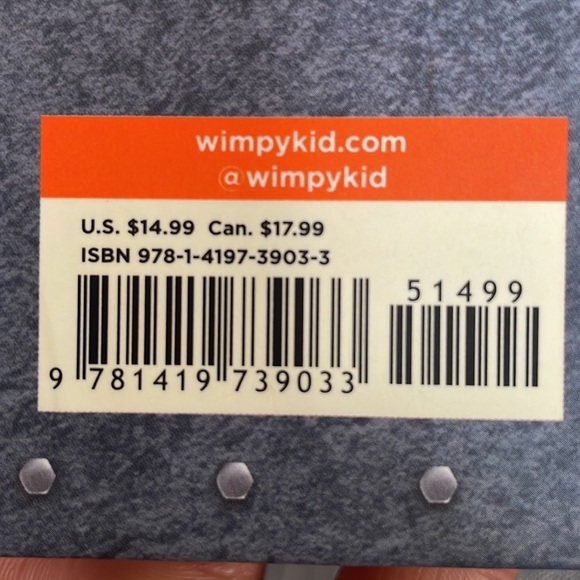 wimpykid.com
@wimpykid
U.S. $14.99 Can. $17.99
ISBN 978-1-4197-3903-3
51499
9 781419 739033